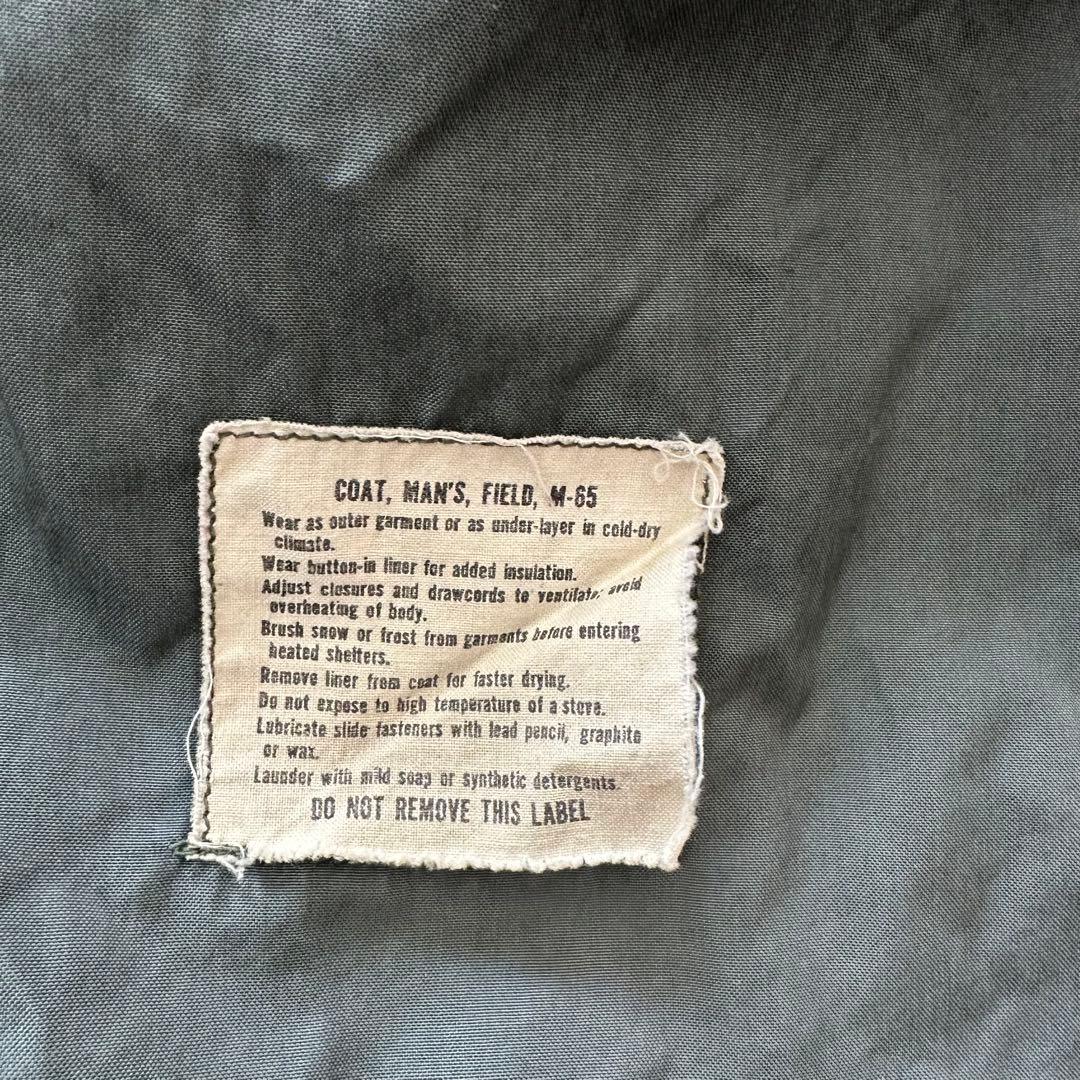 COAT, MAN'S, FIELD, M-65
Wear as outer garment or as under-layer in cold-dry
climate.
Wear button-in liner for added insulation.
Adjust closures and drawcords to ventilate; avoid
overheating of body.
Brush snow or frost from garments before entering
heated shelters.
Remove liner from coat for faster drying.
Do not expose to high temperature of a stove.
Lubricate slide fasteners with lead pencil, graphite
or wax.
Launder with mild soap or synthetic detergents.
DO NOT REMOVE THIS LABEL